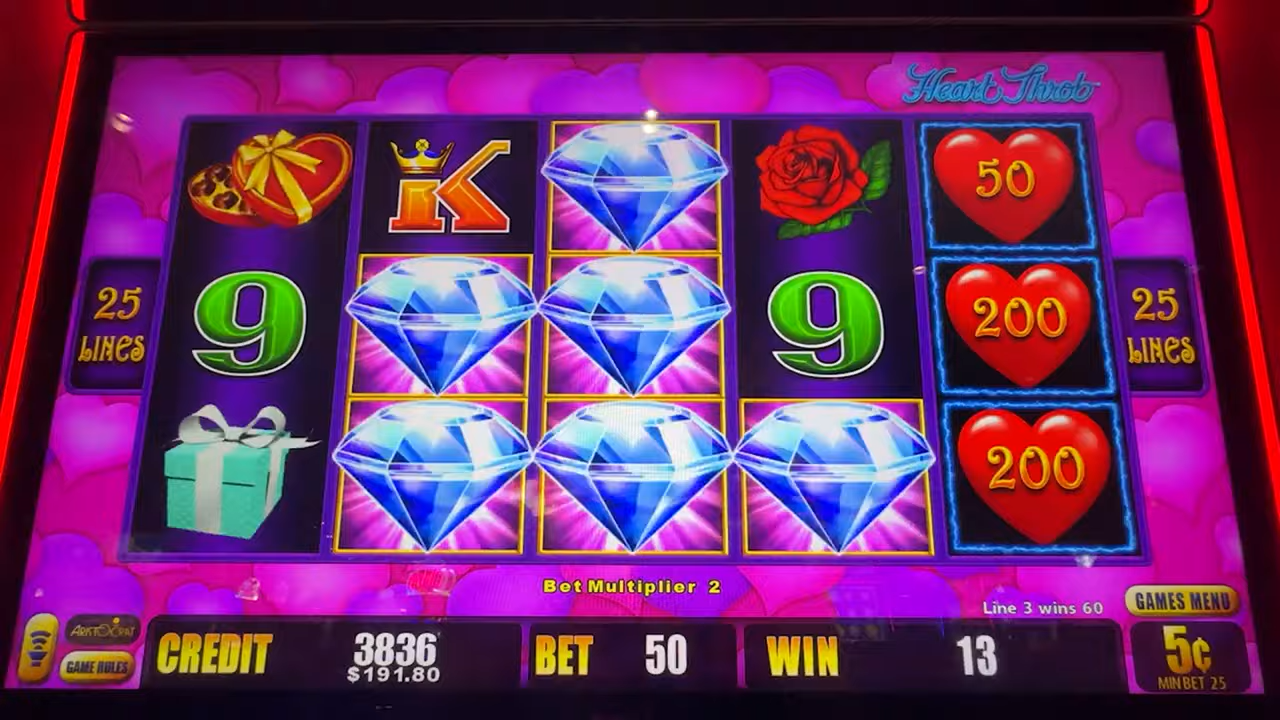 Heart Throb
K
50
9
9
200
25
LINES
25
LINES
200
Bet Multiplier 2
Line 3 wins 60
GAMES MENU
ARISTOCRAT
GAME RULES
CREDIT 3836
$191.80
BET 50
WIN 13
5¢
MIN BET 25